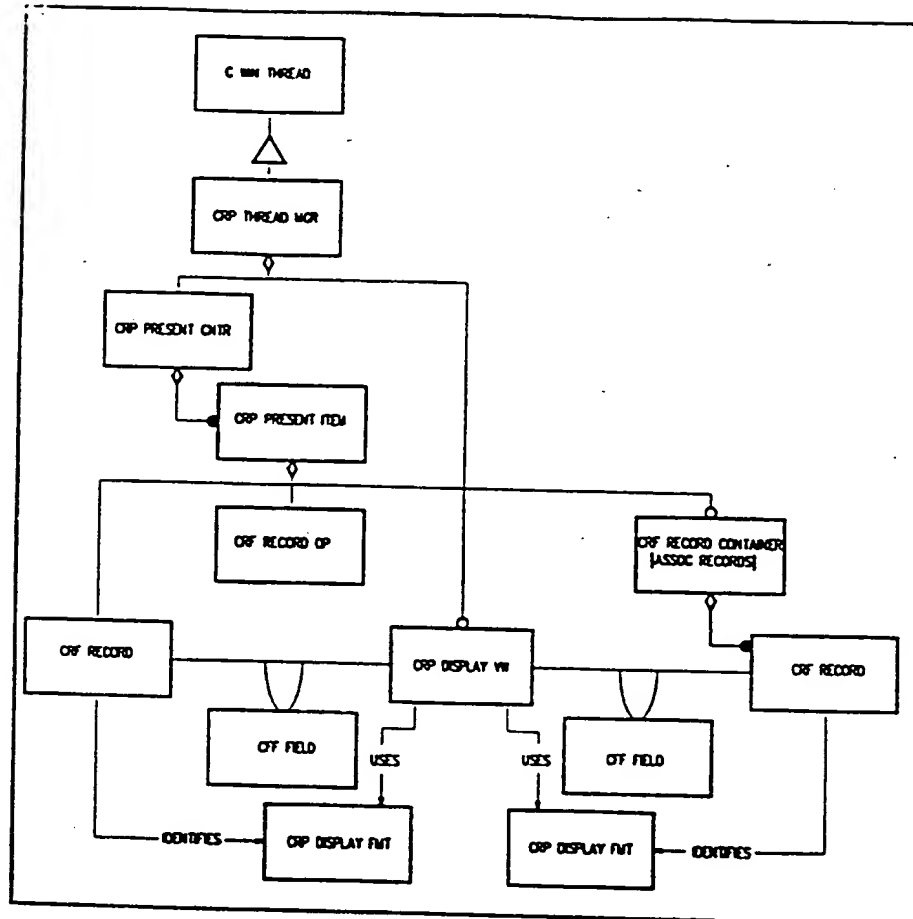 C WIN THREAD
CRP THREAD MGR
CRP PRESENT CNTR
CRP PRESENT ITEM
CRF RECORD OP
CRF RECORD CONTAINER
[ASSOC RECORDS]
CRF RECORD
CRP DISPLAY VW
CRF RECORD
CFF FIELD
CFF FIELD
USES
USES
CRP DISPLAY FMT
CRP DISPLAY FMT
IDENTIFIES
IDENTIFIES